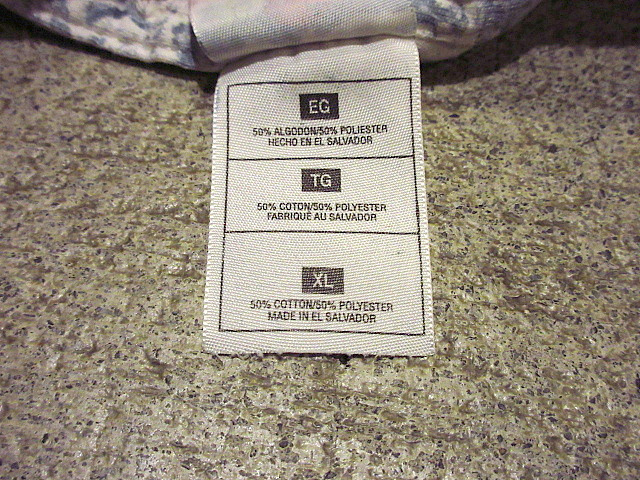 EG
50% ALGODON/50% POLIESTER
HECHO EN EL SALVADOR
TG
50% COTON/50% POLYESTER
FABRIQUÉ AU SALVADOR
XL
50% COTTON/50% POLYESTER
MADE IN EL SALVADOR